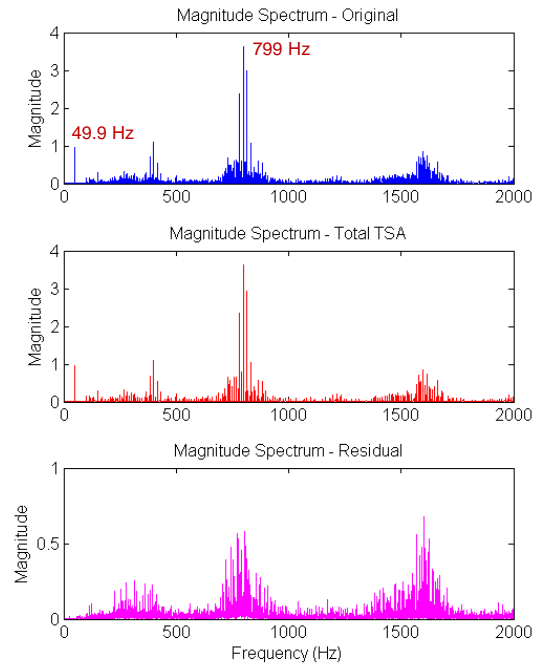 Magnitude Spectrum - Original
4
3
2
1
0
Magnitude
799 Hz
49.9 Hz
0 500 1000 1500 2000
Magnitude Spectrum - Total TSA
4
3
2
1
0
Magnitude
0 500 1000 1500 2000
Magnitude Spectrum - Residual
1
0.5
0
Magnitude
0 500 1000 1500 2000
Frequency (Hz)